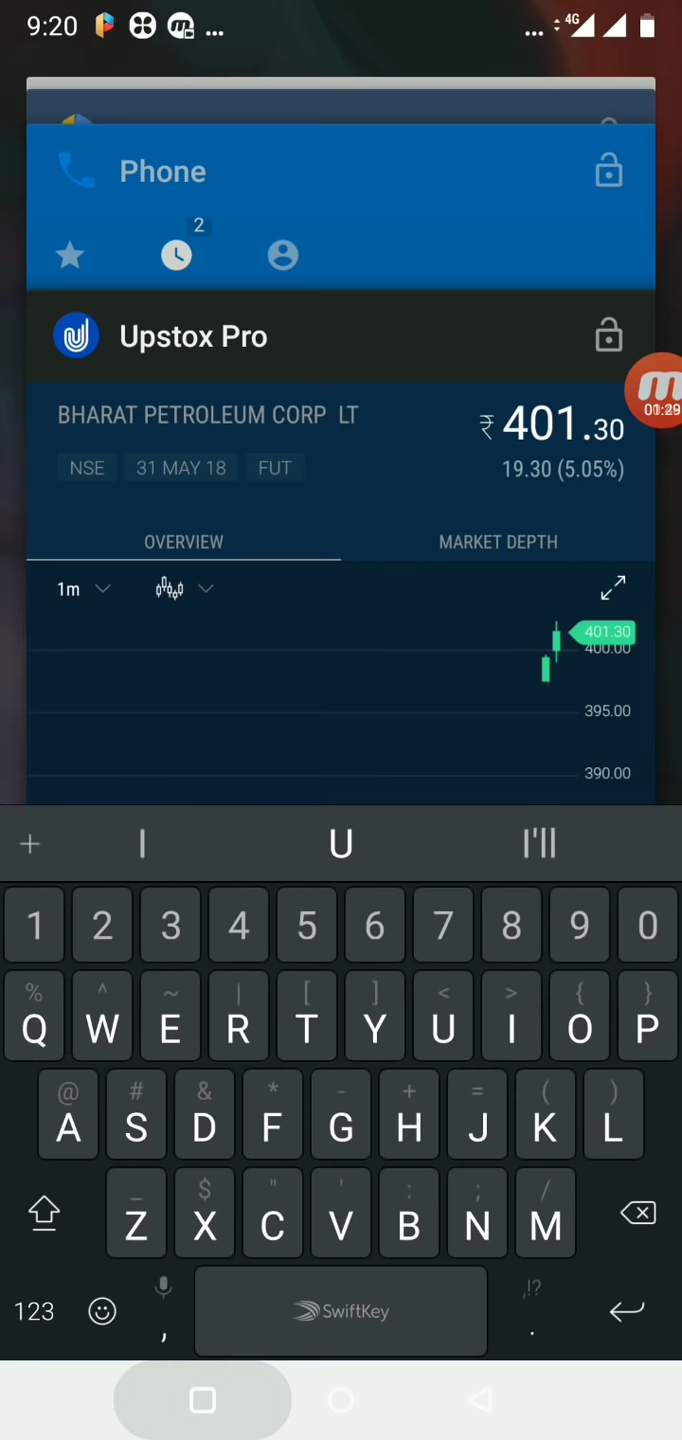 9:20 ... ... 4G
Phone
2
Upstox Pro
01:29
BHARAT PETROLEUM CORP LT
₹ 401.30
NSE 31 MAY 18 FUT
19.30 (5.05%)
OVERVIEW MARKET DEPTH
1m
401.30
400.00
395.00
390.00
+ I U I'll
1 2 3 4 5 6 7 8 9 0
% ^ ~ | [ ] < > { }
Q W E R T Y U I O P
@ # & * - + = ( )
A S D F G H J K L
_ $ " ' : ; /
Z X C V B N M
,!?
123 , SwiftKey .